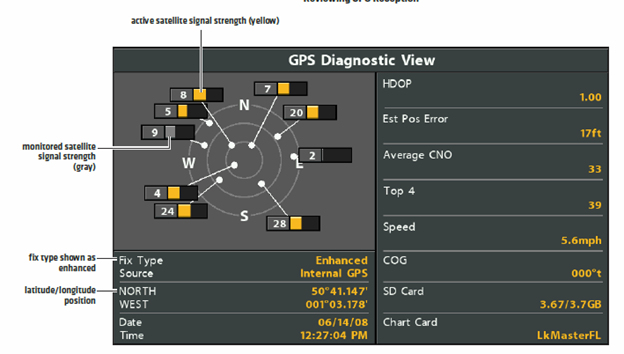 Reviewing GPS Reception
active satellite signal strength (yellow)
GPS Diagnostic View
8
7
5
20
N
9
2
W
E
4
24
28
S
monitored satellite
signal strength
(gray)
fix type shown as
enhanced
latitude/longitude
position
Fix Type Enhanced
Source Internal GPS
NORTH 50°41.147'
WEST 001°03.178'
Date 06/14/08
Time 12:27:04 PM
HDOP
1.00
Est Pos Error
17ft
Average CNO
33
Top 4
39
Speed
5.6mph
COG
000°t
SD Card
3.67/3.7GB
Chart Card
LkMasterFL